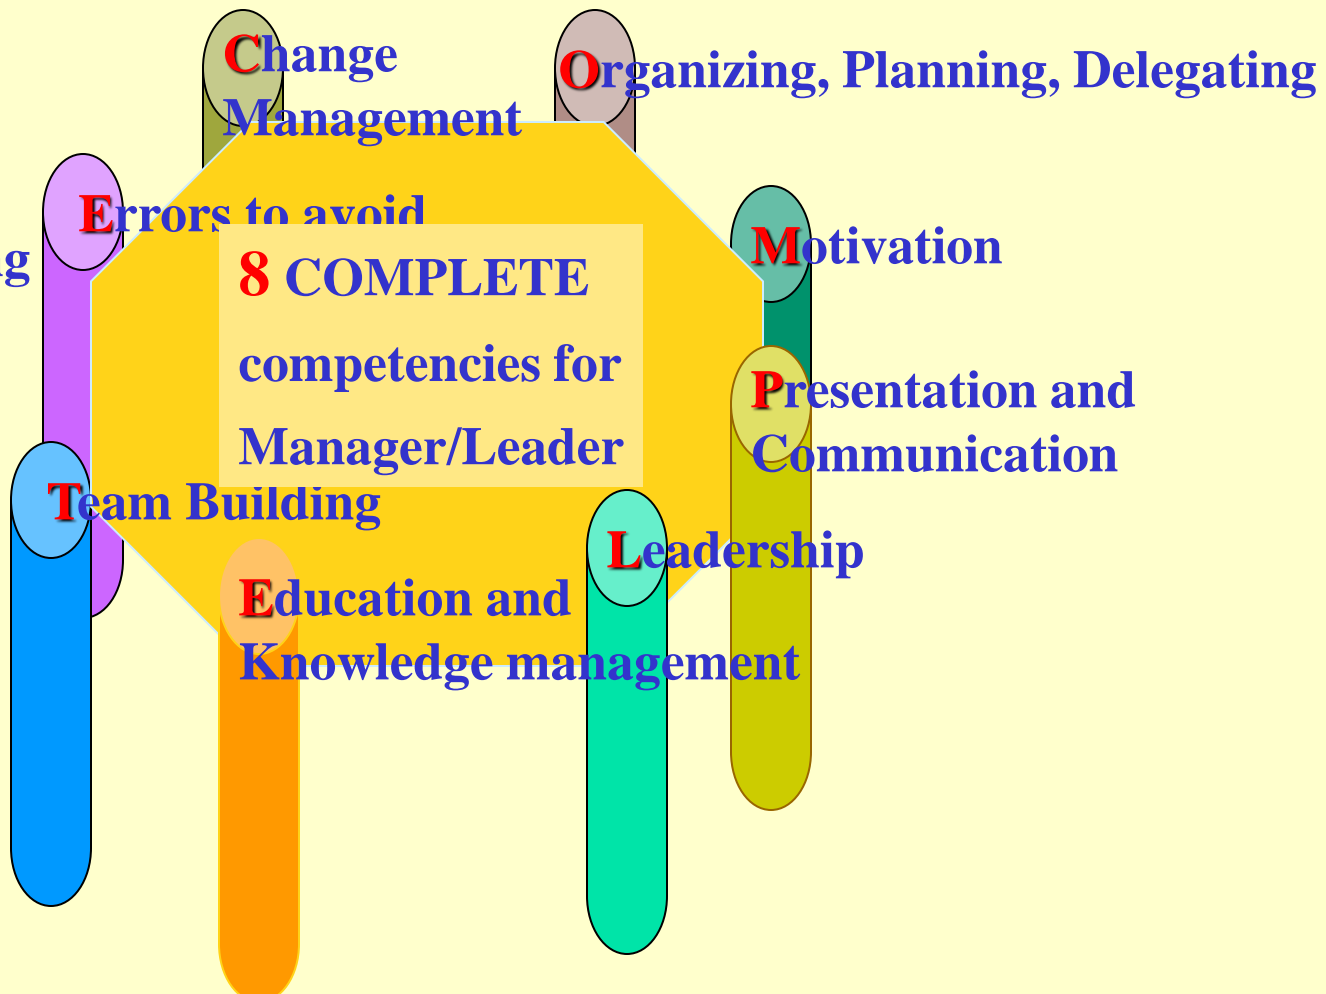 Change
Management
Organizing, Planning, Delegating
Errors to avoid
Motivation
8 COMPLETE
competencies for
Manager/Leader
Presentation and
Communication
Team Building
Leadership
Education and
Knowledge management